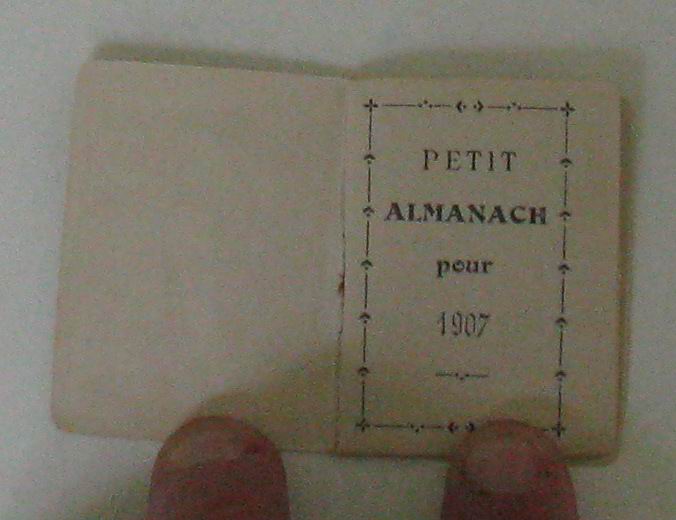 PETIT
ALMANACH
pour
1907